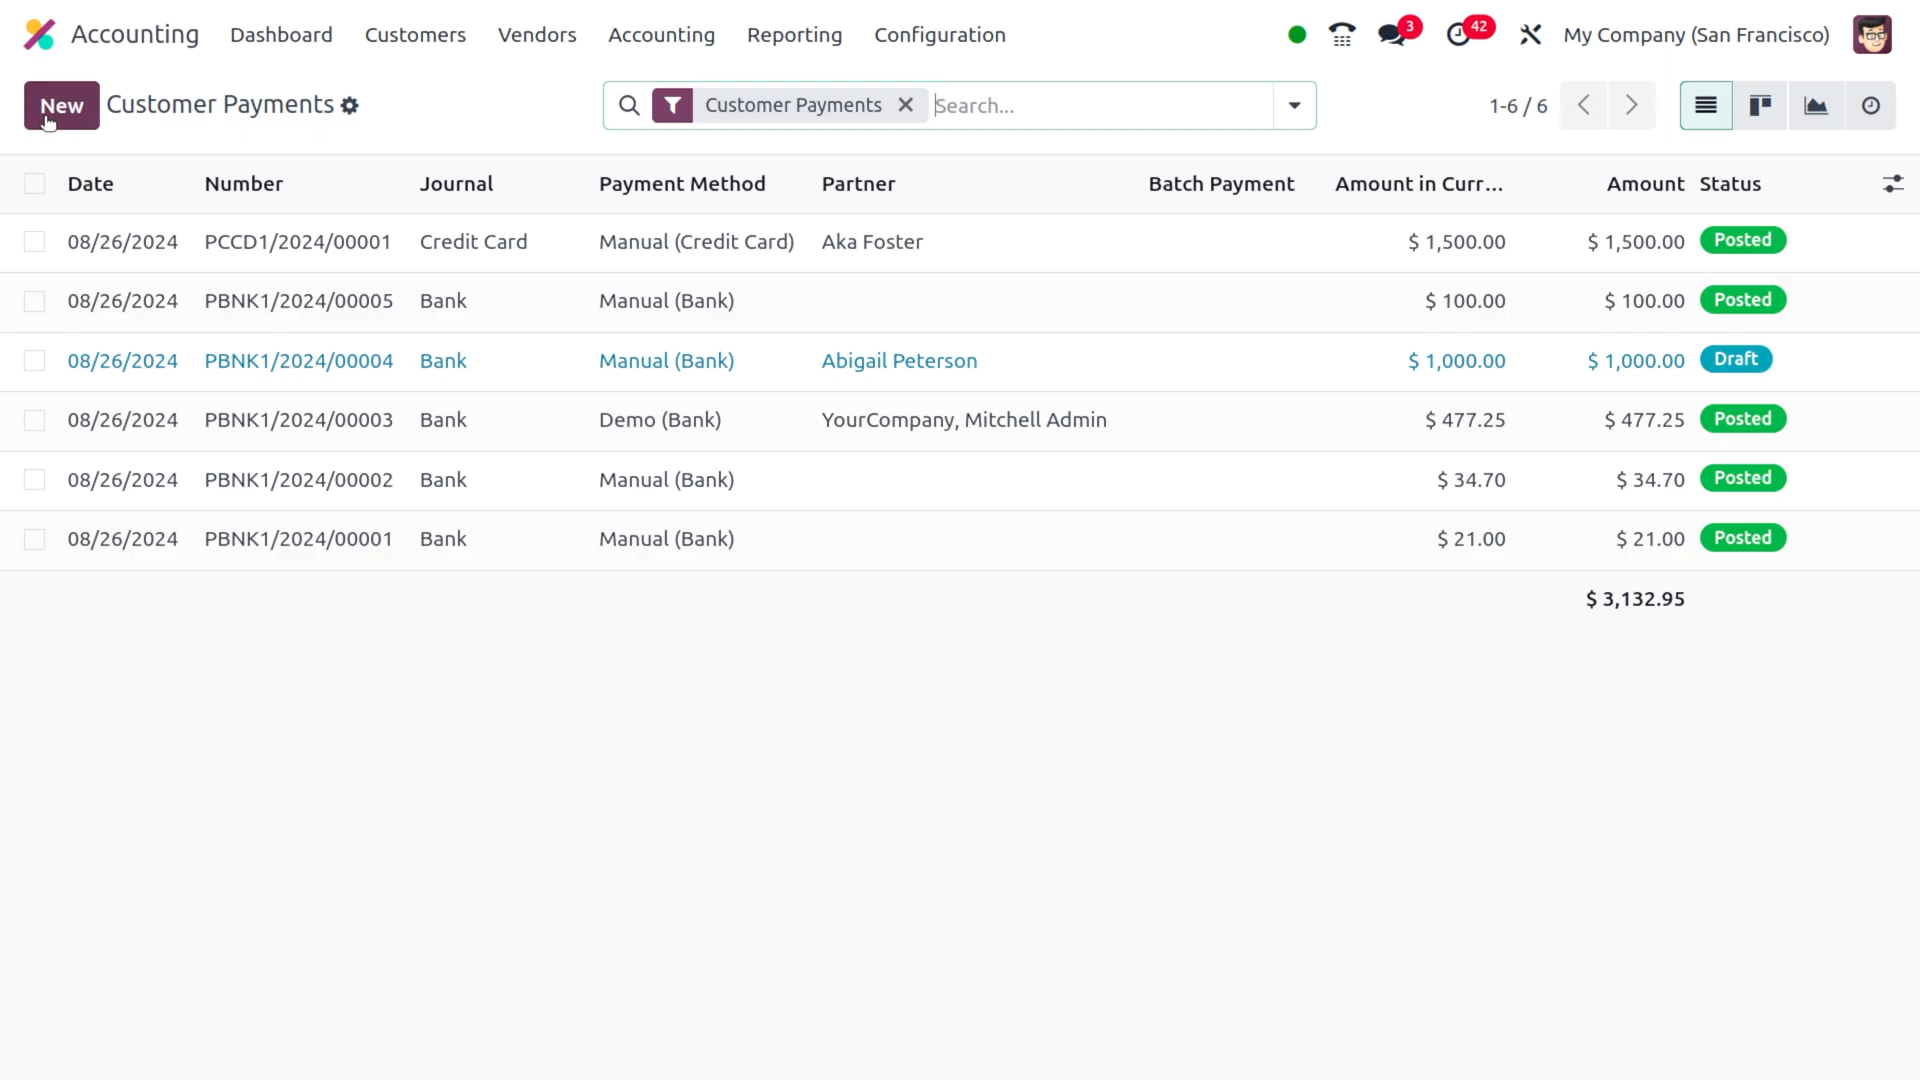 Accounting Dashboard Customers Vendors Accounting Reporting Configuration 3 42 My Company (San Francisco)
New Customer Payments Customer Payments Search... 1-6 / 6
Date Number Journal Payment Method Partner Batch Payment Amount in Curr... Amount Status
08/26/2024 PCCD1/2024/00001 Credit Card Manual (Credit Card) Aka Foster $ 1,500.00 $ 1,500.00 Posted
08/26/2024 PBNK1/2024/00005 Bank Manual (Bank) $ 100.00 $ 100.00 Posted
08/26/2024 PBNK1/2024/00004 Bank Manual (Bank) Abigail Peterson $ 1,000.00 $ 1,000.00 Draft
08/26/2024 PBNK1/2024/00003 Bank Demo (Bank) YourCompany, Mitchell Admin $ 477.25 $ 477.25 Posted
08/26/2024 PBNK1/2024/00002 Bank Manual (Bank) $ 34.70 $ 34.70 Posted
08/26/2024 PBNK1/2024/00001 Bank Manual (Bank) $ 21.00 $ 21.00 Posted
$ 3,132.95